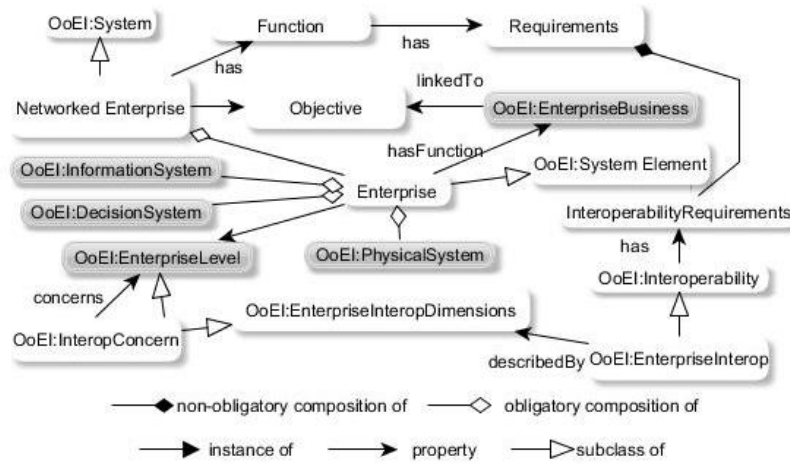 OoEI:System
Function
has
Requirements
has
Networked Enterprise
Objective
linkedTo
OoEI:EnterpriseBusiness
hasFunction
OoEI:InformationSystem
OoEI:System Element
Enterprise
OoEI:DecisionSystem
InteroperabilityRequirements
has
OoEI:EnterpriseLevel
OoEI:PhysicalSystem
OoEI:Interoperability
concerns
OoEI:EnterpriseInteropDimensions
OoEI:InteropConcern
describedBy
OoEI:EnterpriseInterop
non-obligatory composition of
obligatory composition of
instance of
property
subclass of